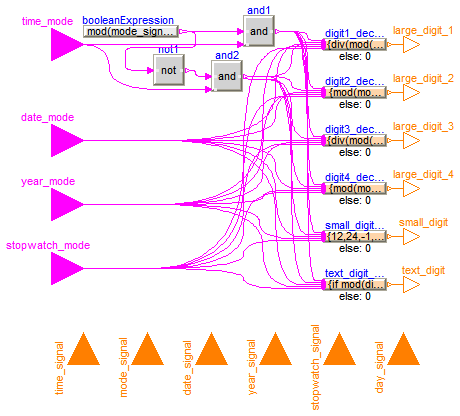 time_mode
booleanExpression
mod(mode_sign...
and1
and
not1
not
and2
and
digit1_dec...
{div(mod(...
else: 0
large_digit_1
digit2_dec...
{mod(mo...
else: 0
large_digit_2
date_mode
digit3_dec...
{div(mod(...
else: 0
large_digit_3
year_mode
digit4_dec...
{mod(mo...
else: 0
large_digit_4
stopwatch_mode
small_digit...
{12,24,-1,...
else: 0
small_digit
text_digit_...
{if mod(di...
else: 0
text_digit
time_signal
mode_signal
date_signal
year_signal
stopwatch_signal
day_signal